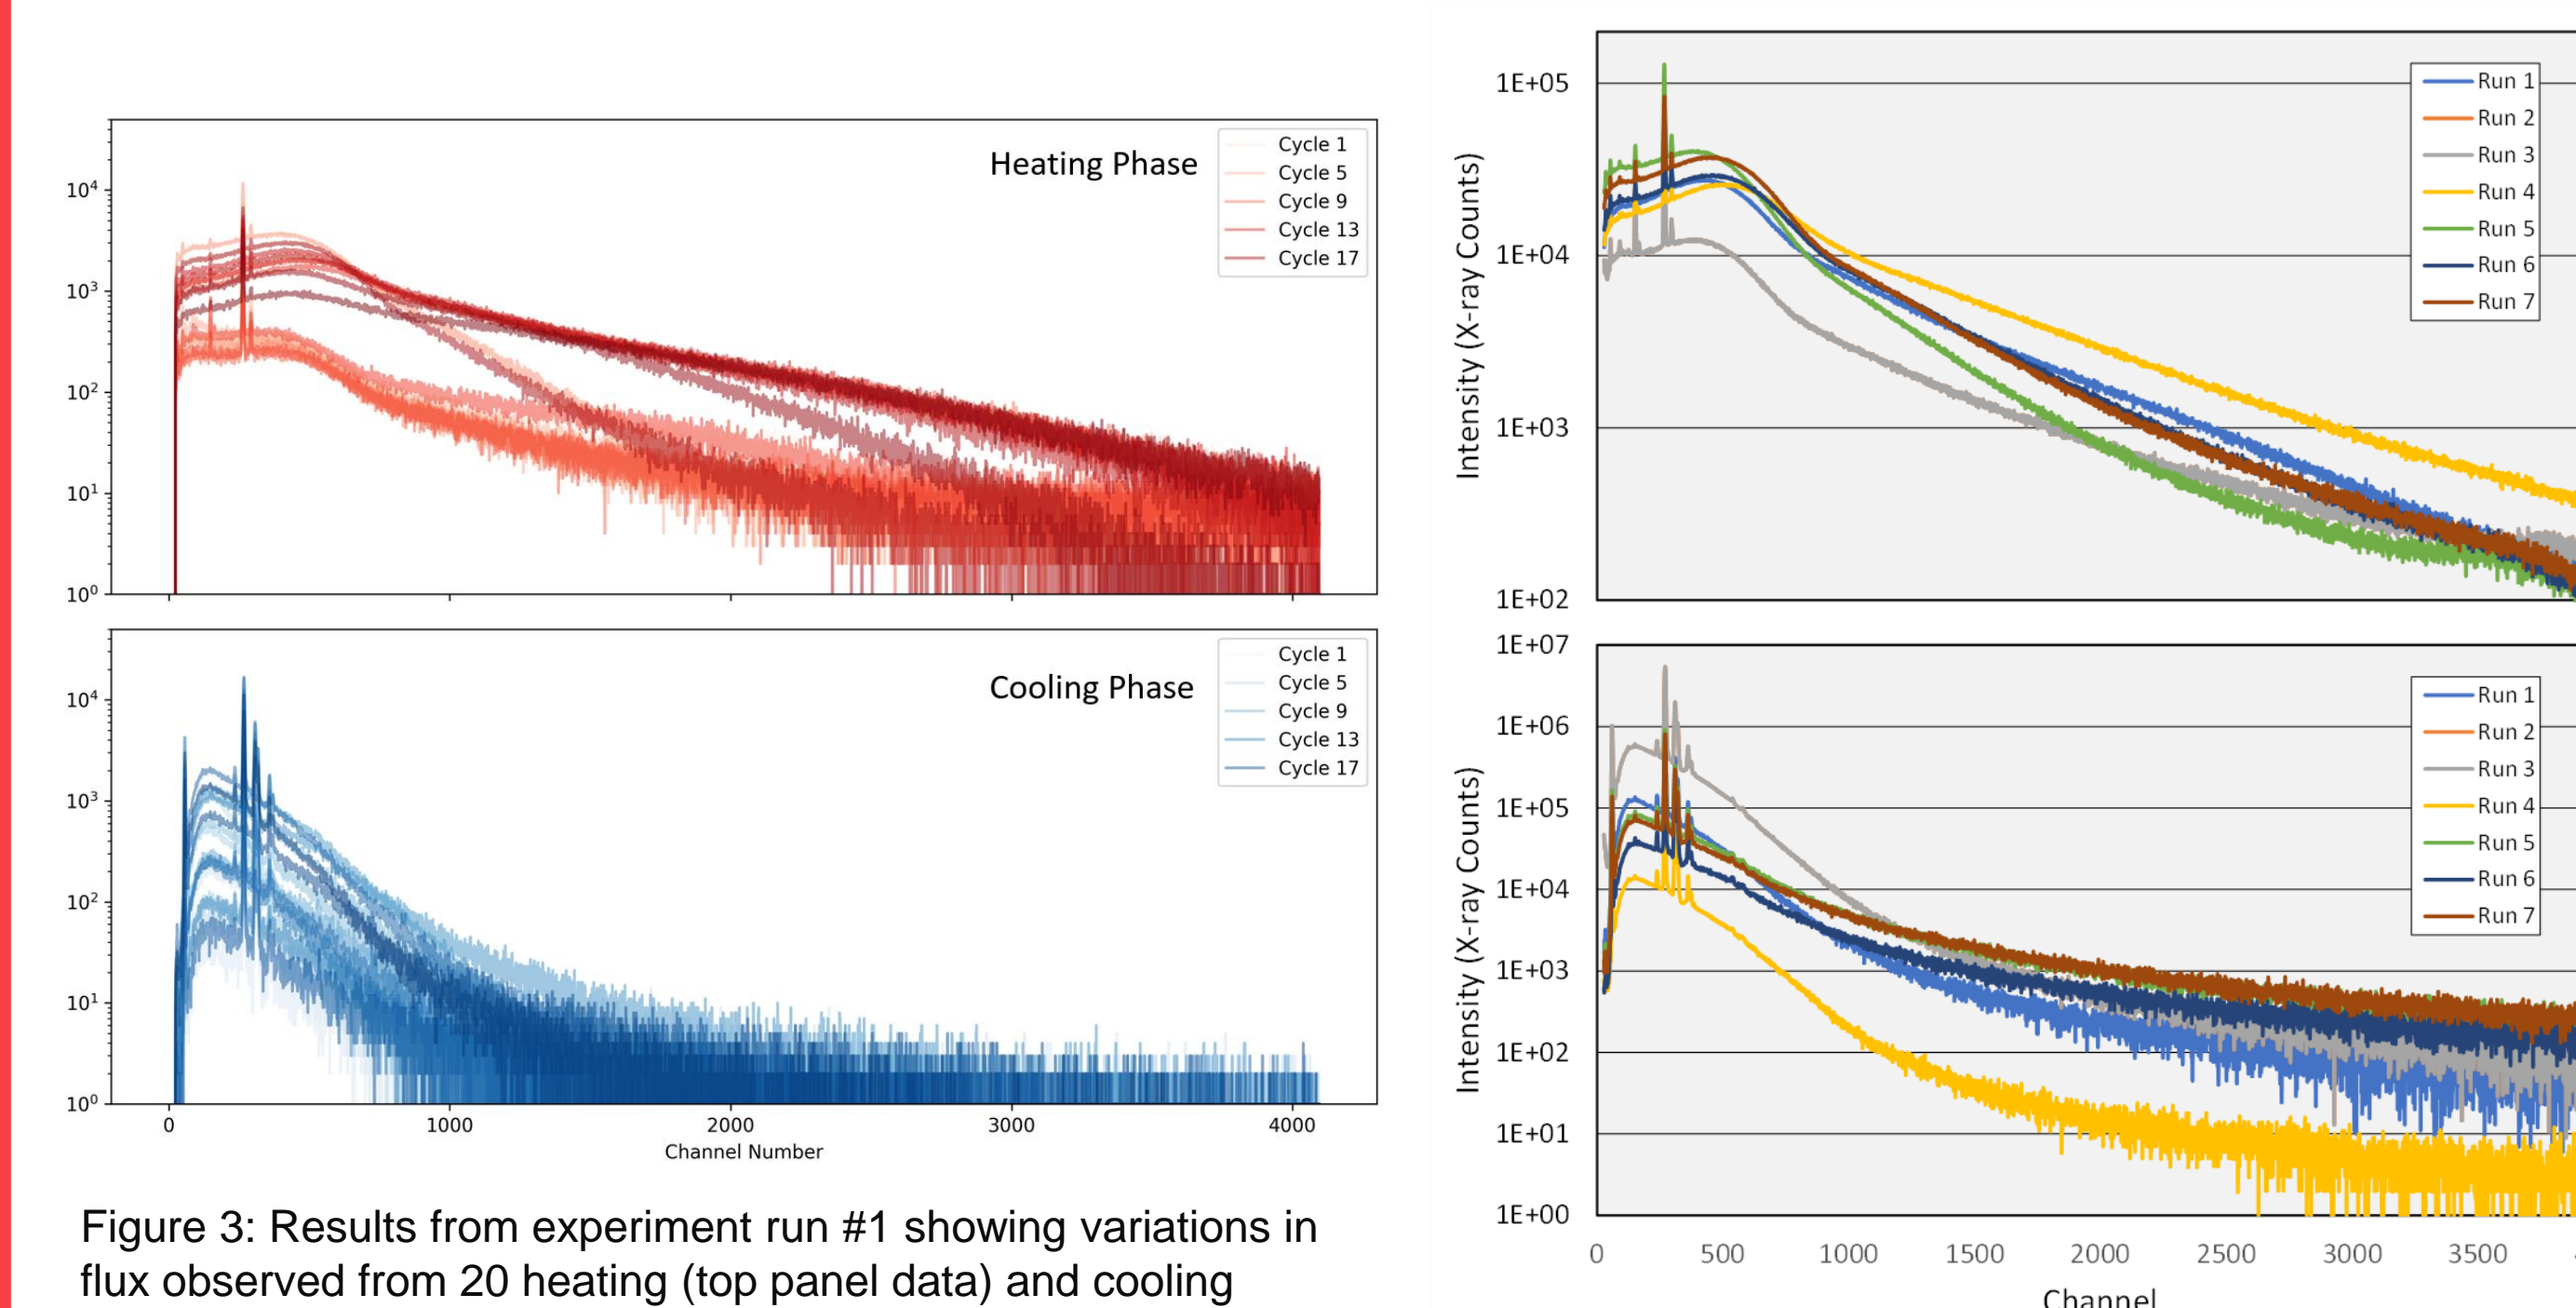 Heating Phase
Cycle 1
Cycle 5
Cycle 9
Cycle 13
Cycle 17
10⁴
10³
10²
10¹
10⁰
Cooling Phase
Cycle 1
Cycle 5
Cycle 9
Cycle 13
Cycle 17
10⁴
10³
10²
10¹
10⁰
0 1000 2000 3000 4000
Channel Number
Figure 3: Results from experiment run #1 showing variations in
flux observed from 20 heating (top panel data) and cooling
Intensity (X-ray Counts)
1E+05
1E+04
1E+03
1E+02
Run 1
Run 2
Run 3
Run 4
Run 5
Run 6
Run 7
Intensity (X-ray Counts)
1E+07
1E+06
1E+05
1E+04
1E+03
1E+02
1E+01
1E+00
Run 1
Run 2
Run 3
Run 4
Run 5
Run 6
Run 7
0 500 1000 1500 2000 2500 3000 3500
Channel